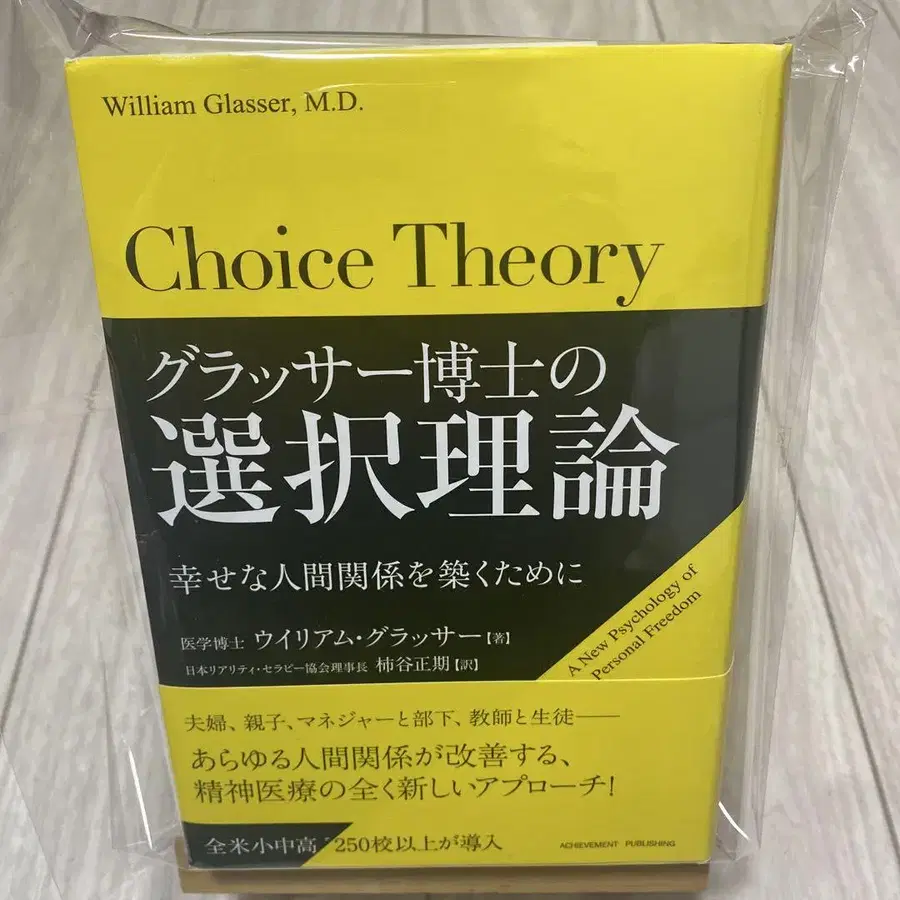 William Glasser, M.D.
Choice Theory
グラッサー博士の
選択理論
幸せな人間関係を築くために
医学博士 ウイリアム・グラッサー【著】
日本リアリティ・セラピー協会理事長 柿谷正期【訳】
A New Psychology of
Personal Freedom
夫婦、親子、マネジャーと部下、教師と生徒──
あらゆる人間関係が改善する、
精神医療の全く新しいアプローチ!
全米小中高 250校以上が導入
ACHIEVEMENT PUBLISHING